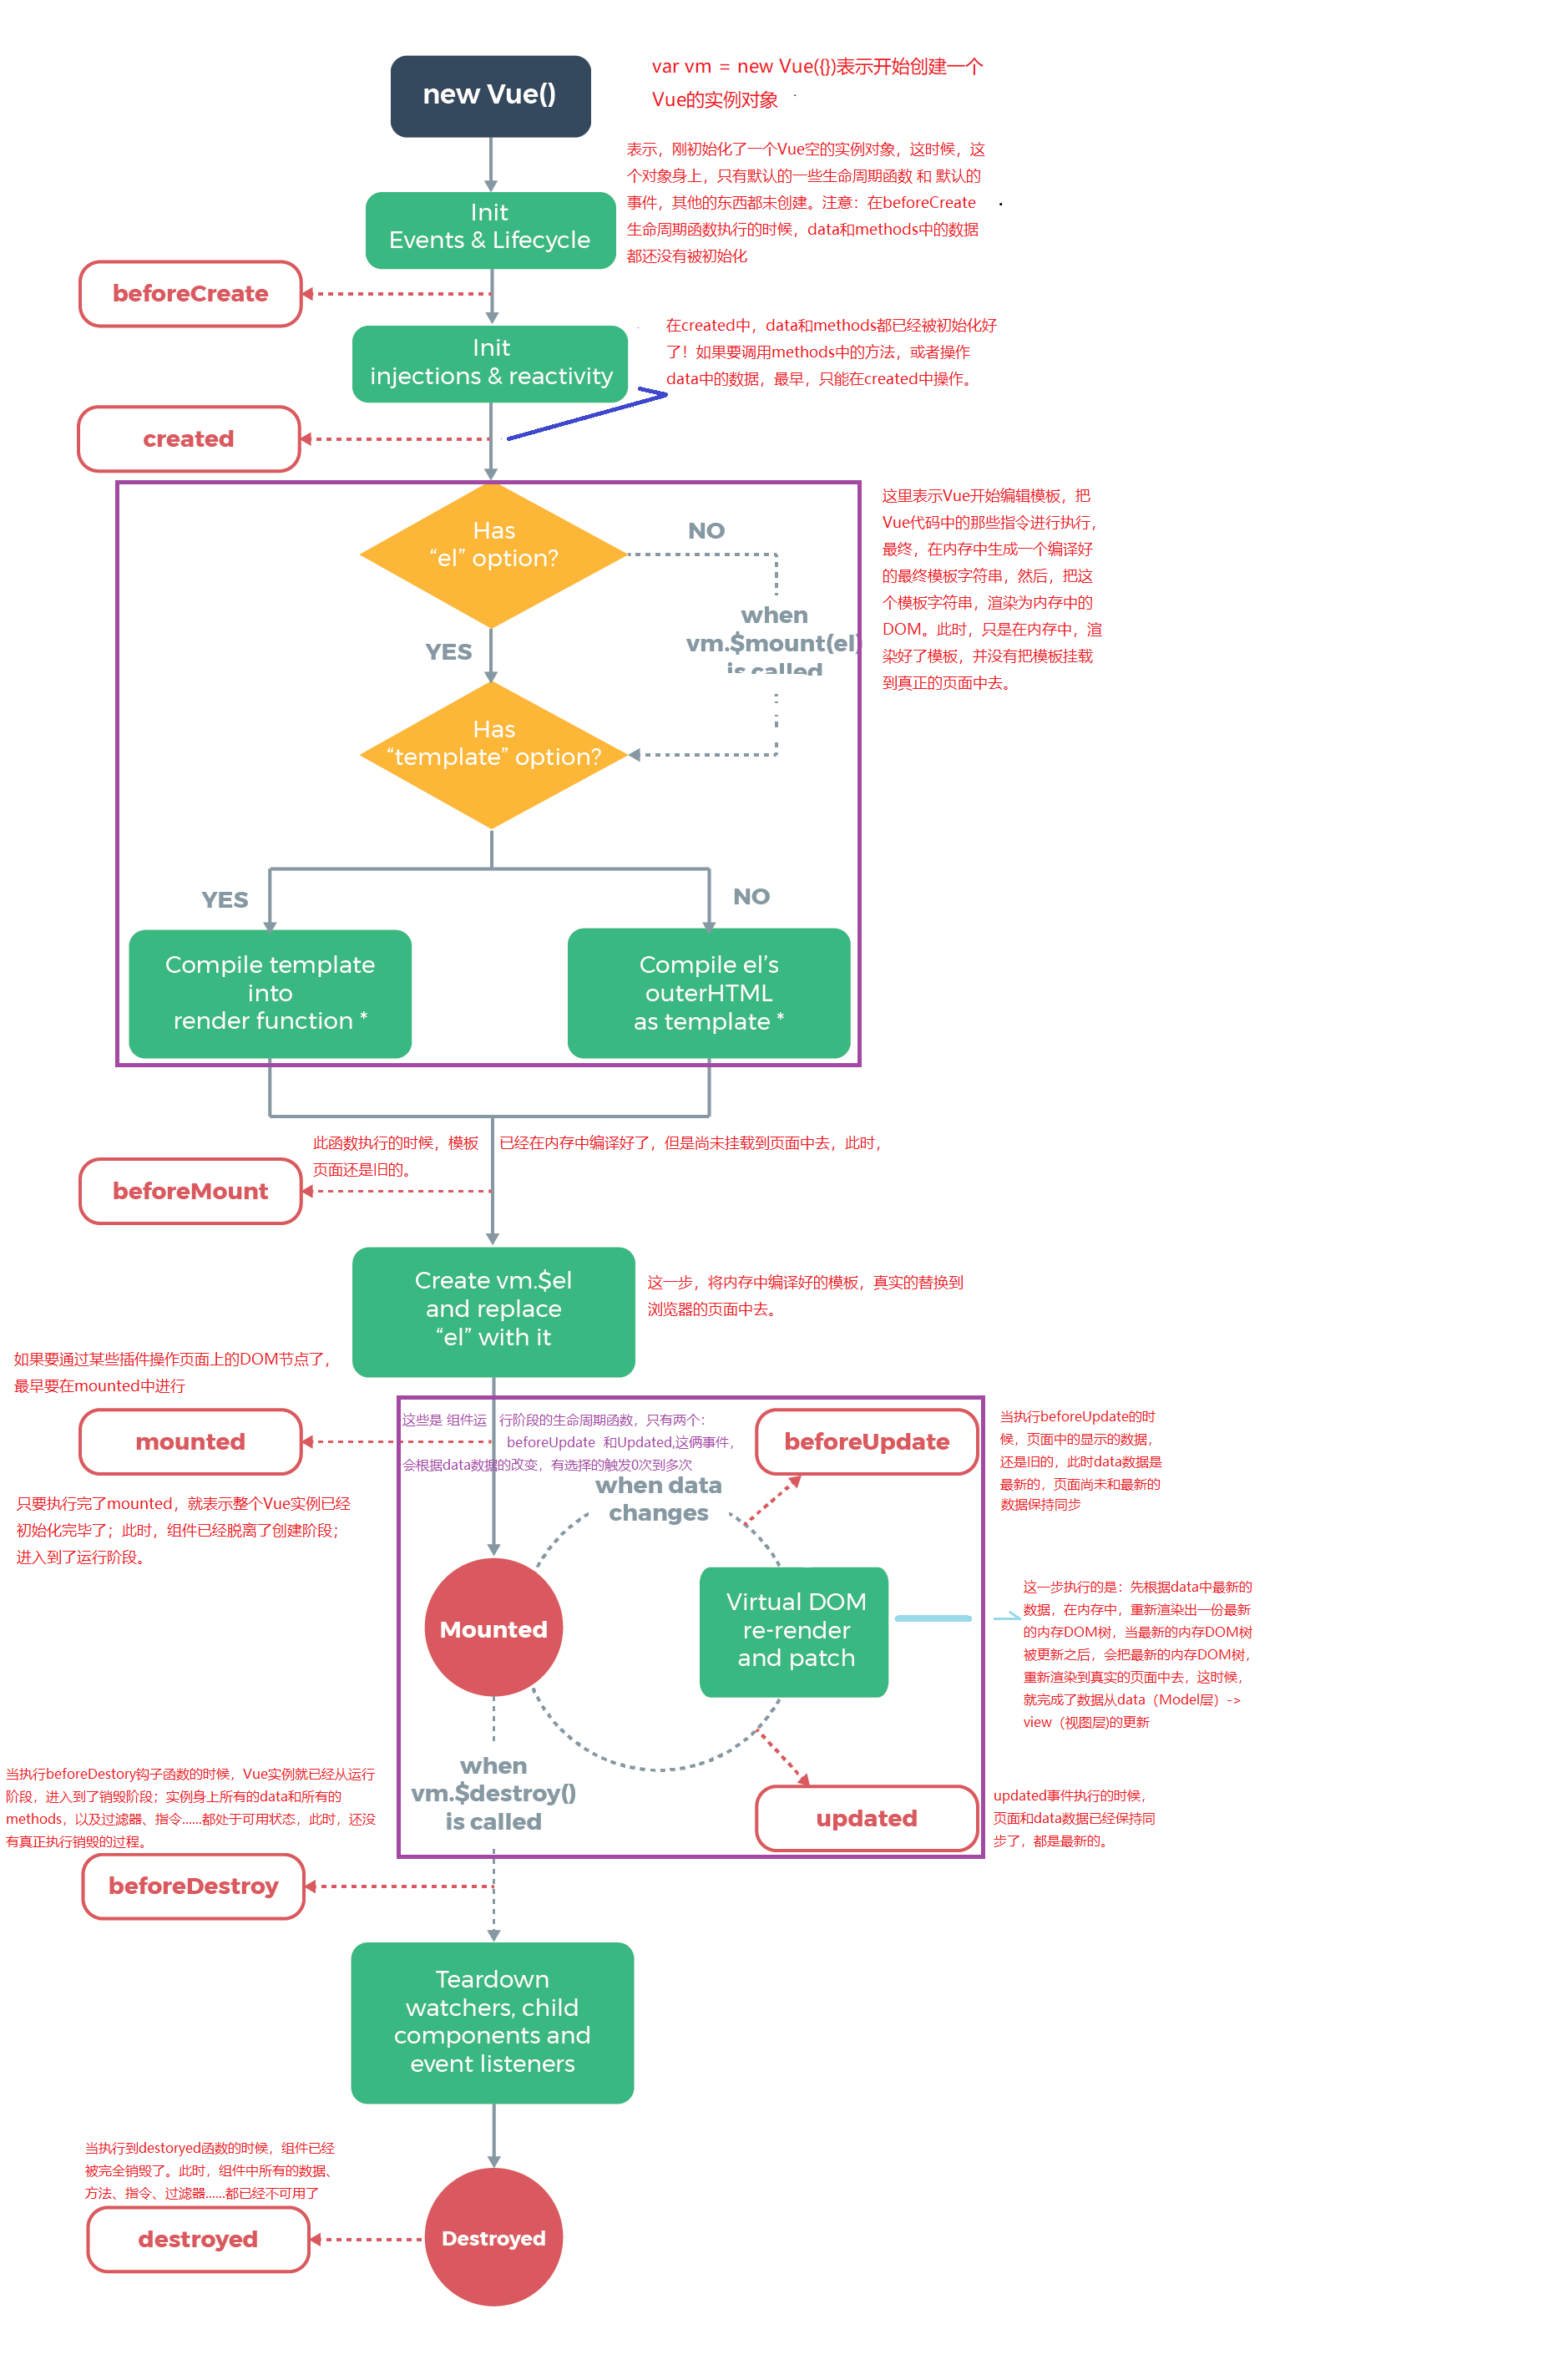 new Vue()
var vm = new Vue({})表示开始创建一个
Vue的实例对象
表示，刚初始化了一个Vue空的实例对象，这时候，这
个对象身上，只有默认的一些生命周期函数 和 默认的
事件，其他的东西都未创建。注意：在beforeCreate
生命周期函数执行的时候，data和methods中的数据
都还没有被初始化
Init
Events & Lifecycle
beforeCreate
Init
injections & reactivity
在created中，data和methods都已经被初始化好
了！如果要调用methods中的方法，或者操作
data中的数据，最早，只能在created中操作。
created
Has
“el” option?
NO
when
vm.$mount(el)
is called
YES
这里表示Vue开始编辑模板，把
Vue代码中的那些指令进行执行，
最终，在内存中生成一个编译好
的最终模板字符串，然后，把这
个模板字符串，渲染为内存中的
DOM。此时，只是在内存中，渲
染好了模板，并没有把模板挂载
到真正的页面中去。
Has
“template” option?
YES
NO
Compile template
into
render function *
Compile el’s
outerHTML
as template *
此函数执行的时候，模板 已经在内存中编译好了，但是尚未挂载到页面中去，此时，
页面还是旧的。
beforeMount
Create vm.$el
and replace
“el” with it
这一步，将内存中编译好的模板，真实的替换到
浏览器的页面中去。
如果要通过某些插件操作页面上的DOM节点了，
最早要在mounted中进行
mounted
只要执行完了mounted，就表示整个Vue实例已经
初始化完毕了；此时，组件已经脱离了创建阶段；
进入到了运行阶段。
这些是 组件运 行阶段的生命周期函数，只有两个：
beforeUpdate 和Updated,这俩事件，
会根据data数据的改变，有选择的触发0次到多次
when data
changes
beforeUpdate
当执行beforeUpdate的时
候，页面中的显示的数据，
还是旧的，此时data数据是
最新的，页面尚未和最新的
数据保持同步
Mounted
Virtual DOM
re-render
and patch
这一步执行的是：先根据data中最新的
数据，在内存中，重新渲染出一份最新
的内存DOM树，当最新的内存DOM树
被更新之后，会把最新的内存DOM树，
重新渲染到真实的页面中去，这时候，
就完成了数据从data（Model层）->
view（视图层)的更新
when
vm.$destroy()
is called
updated
updated事件执行的时候，
页面和data数据已经保持同
步了，都是最新的。
当执行beforeDestory钩子函数的时候，Vue实例就已经从运行
阶段，进入到了销毁阶段；实例身上所有的data和所有的
methods，以及过滤器、指令......都处于可用状态，此时，还没
有真正执行销毁的过程。
beforeDestroy
Teardown
watchers, child
components and
event listeners
当执行到destoryed函数的时候，组件已经
被完全销毁了。此时，组件中所有的数据、
方法、指令、过滤器......都已经不可用了
destroyed
Destroyed